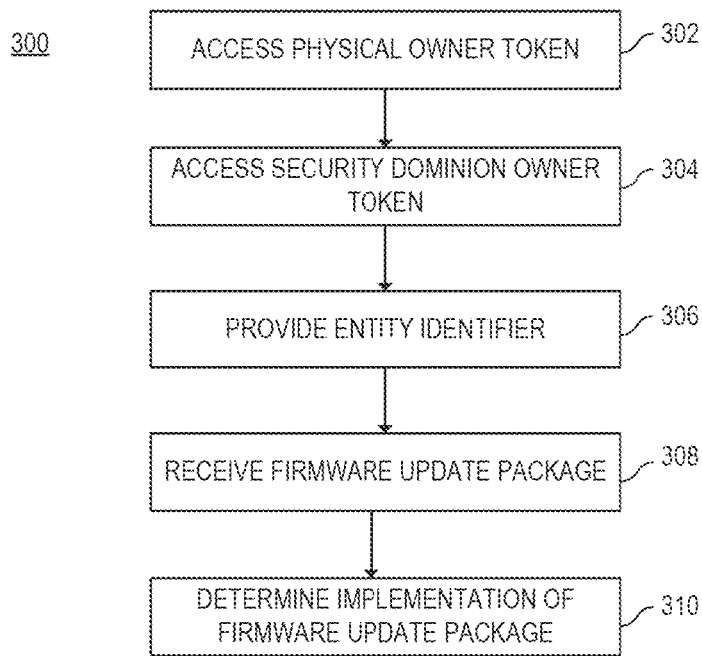 300
ACCESS PHYSICAL OWNER TOKEN
302
ACCESS SECURITY DOMINION OWNER
TOKEN
304
PROVIDE ENTITY IDENTIFIER
306
RECEIVE FIRMWARE UPDATE PACKAGE
308
DETERMINE IMPLEMENTATION OF
FIRMWARE UPDATE PACKAGE
310